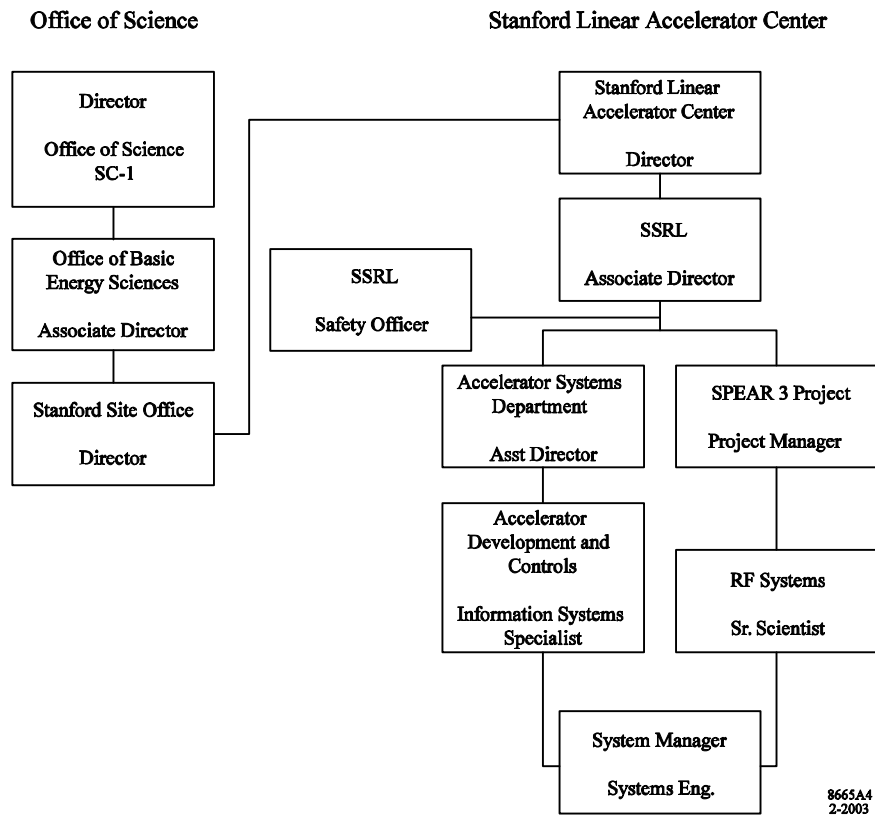 Office of Science
Stanford Linear Accelerator Center
Director
Office of Science
SC-1
Office of Basic
Energy Sciences
Associate Director
Stanford Site Office
Director
Stanford Linear
Accelerator Center
Director
SSRL
Associate Director
SSRL
Safety Officer
Accelerator Systems
Department
Asst Director
SPEAR 3 Project
Project Manager
Accelerator
Development and
Controls
Information Systems
Specialist
RF Systems
Sr. Scientist
System Manager
Systems Eng.
8665A4
2-2003